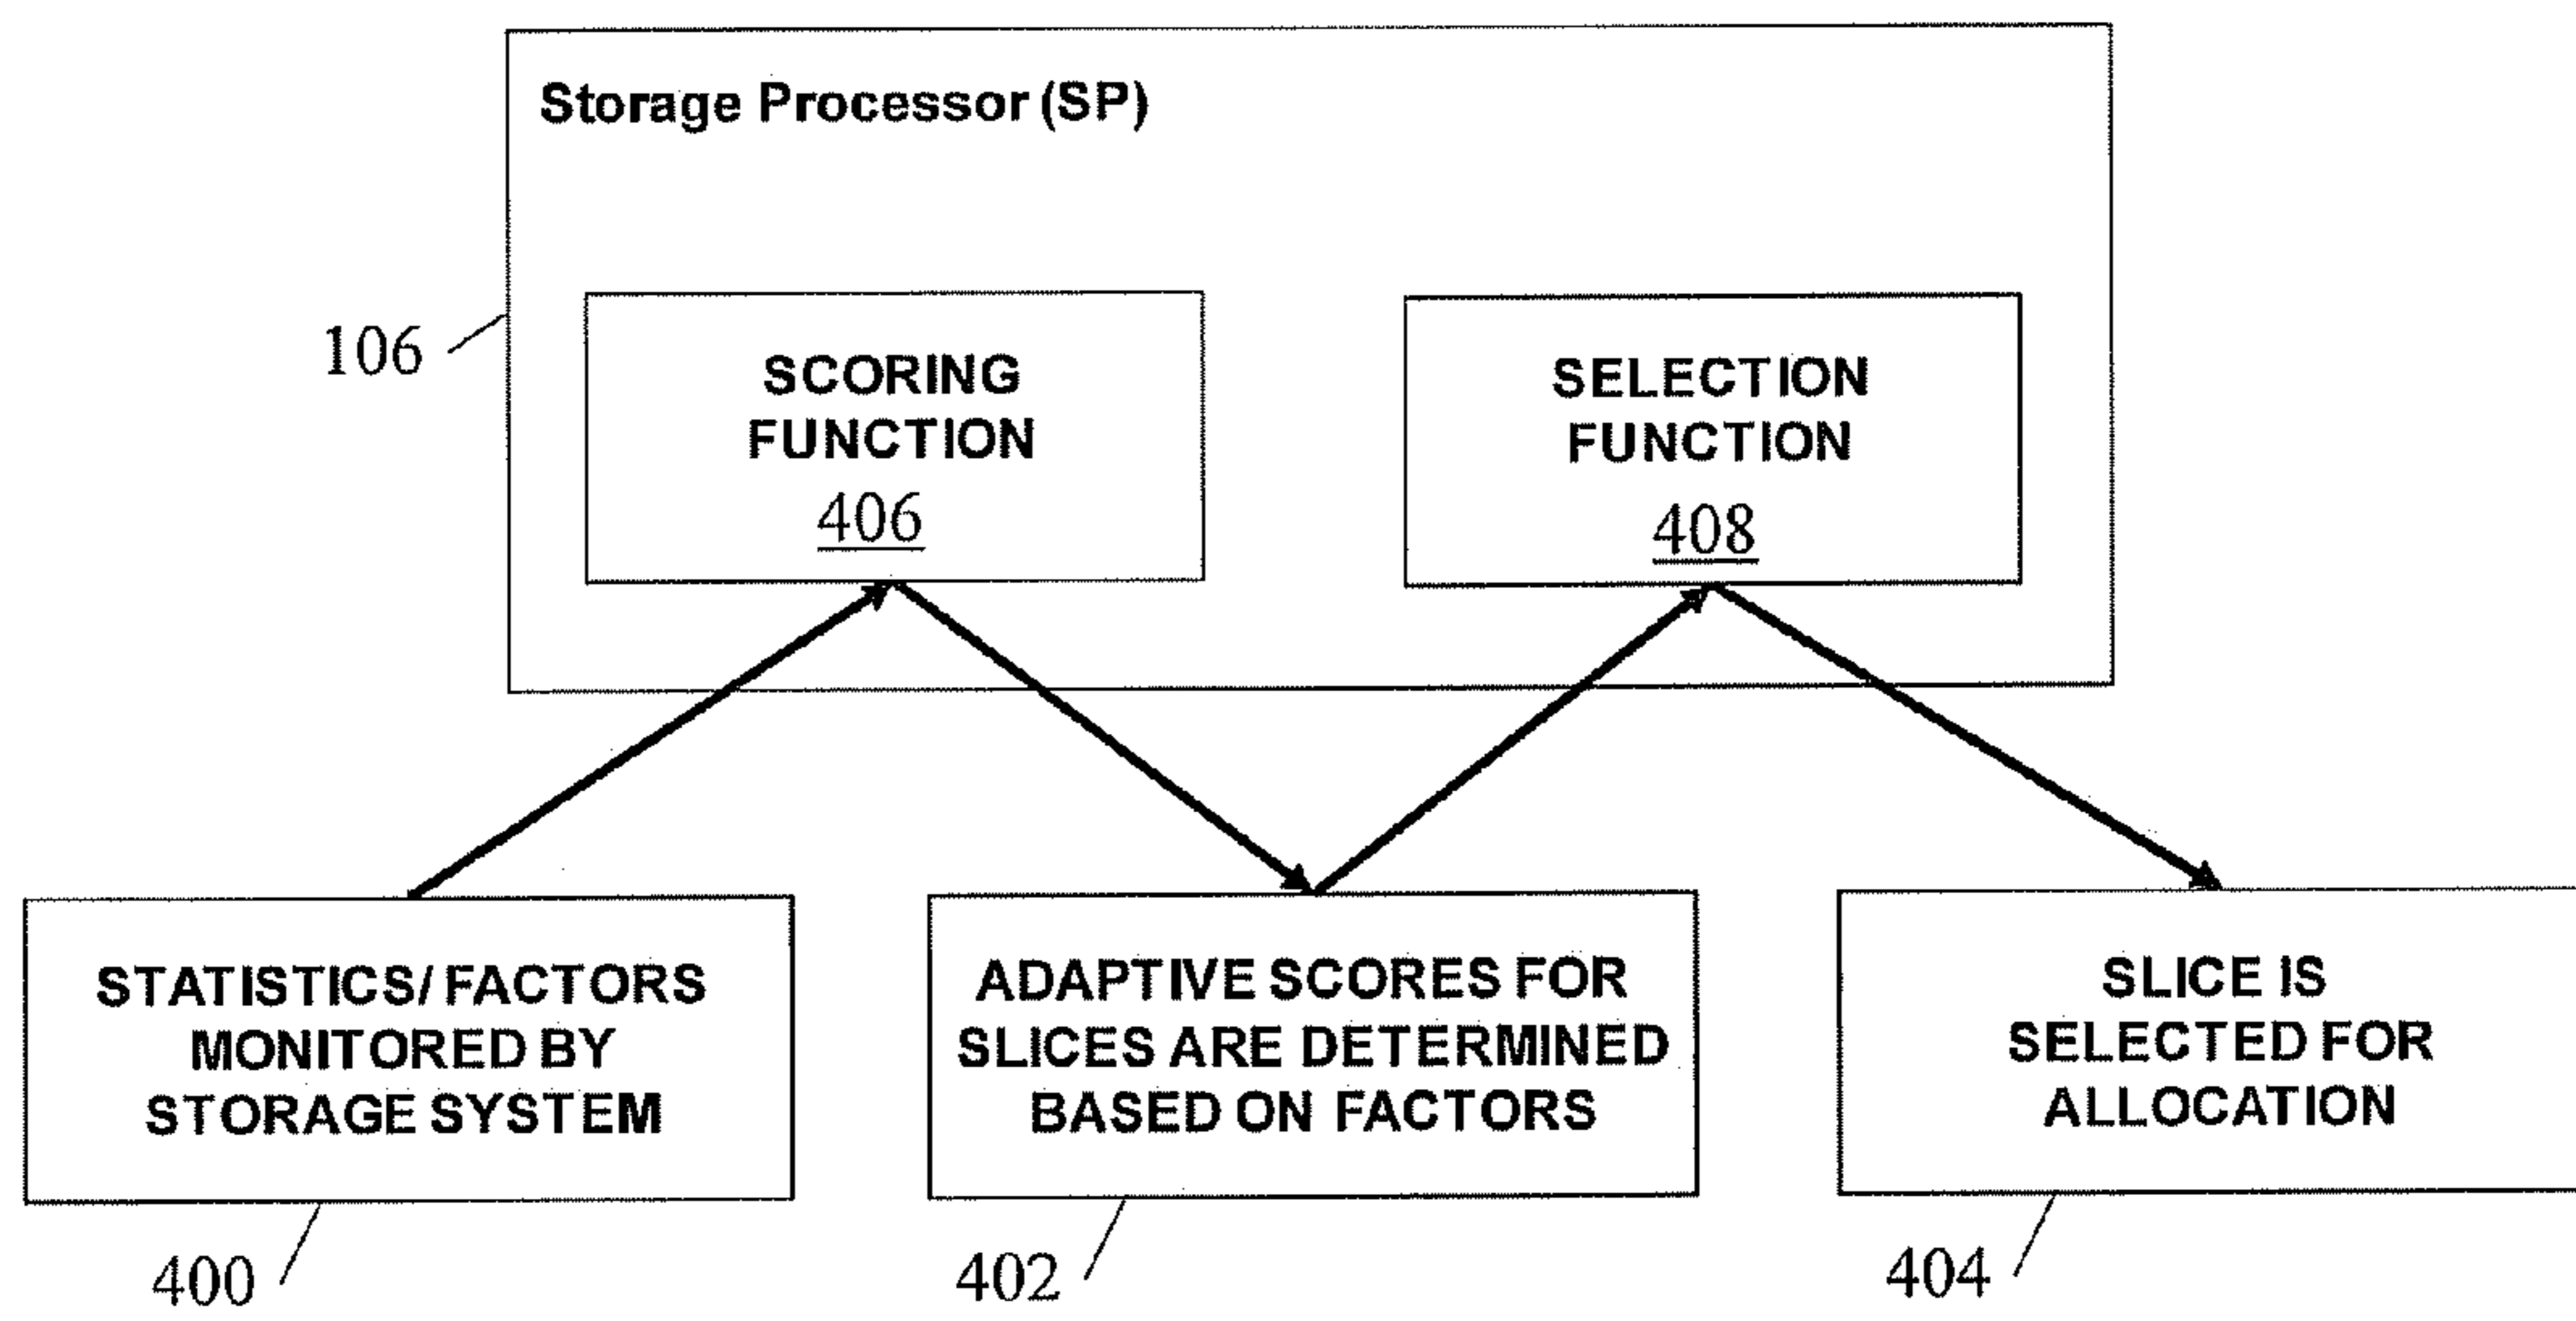 Storage Processor (SP)
106
SCORING
FUNCTION
406
SELECTION
FUNCTION
408
STATISTICS/ FACTORS
MONITORED BY
STORAGE SYSTEM
400
ADAPTIVE SCORES FOR
SLICES ARE DETERMINED
BASED ON FACTORS
402
SLICE IS
SELECTED FOR
ALLOCATION
404